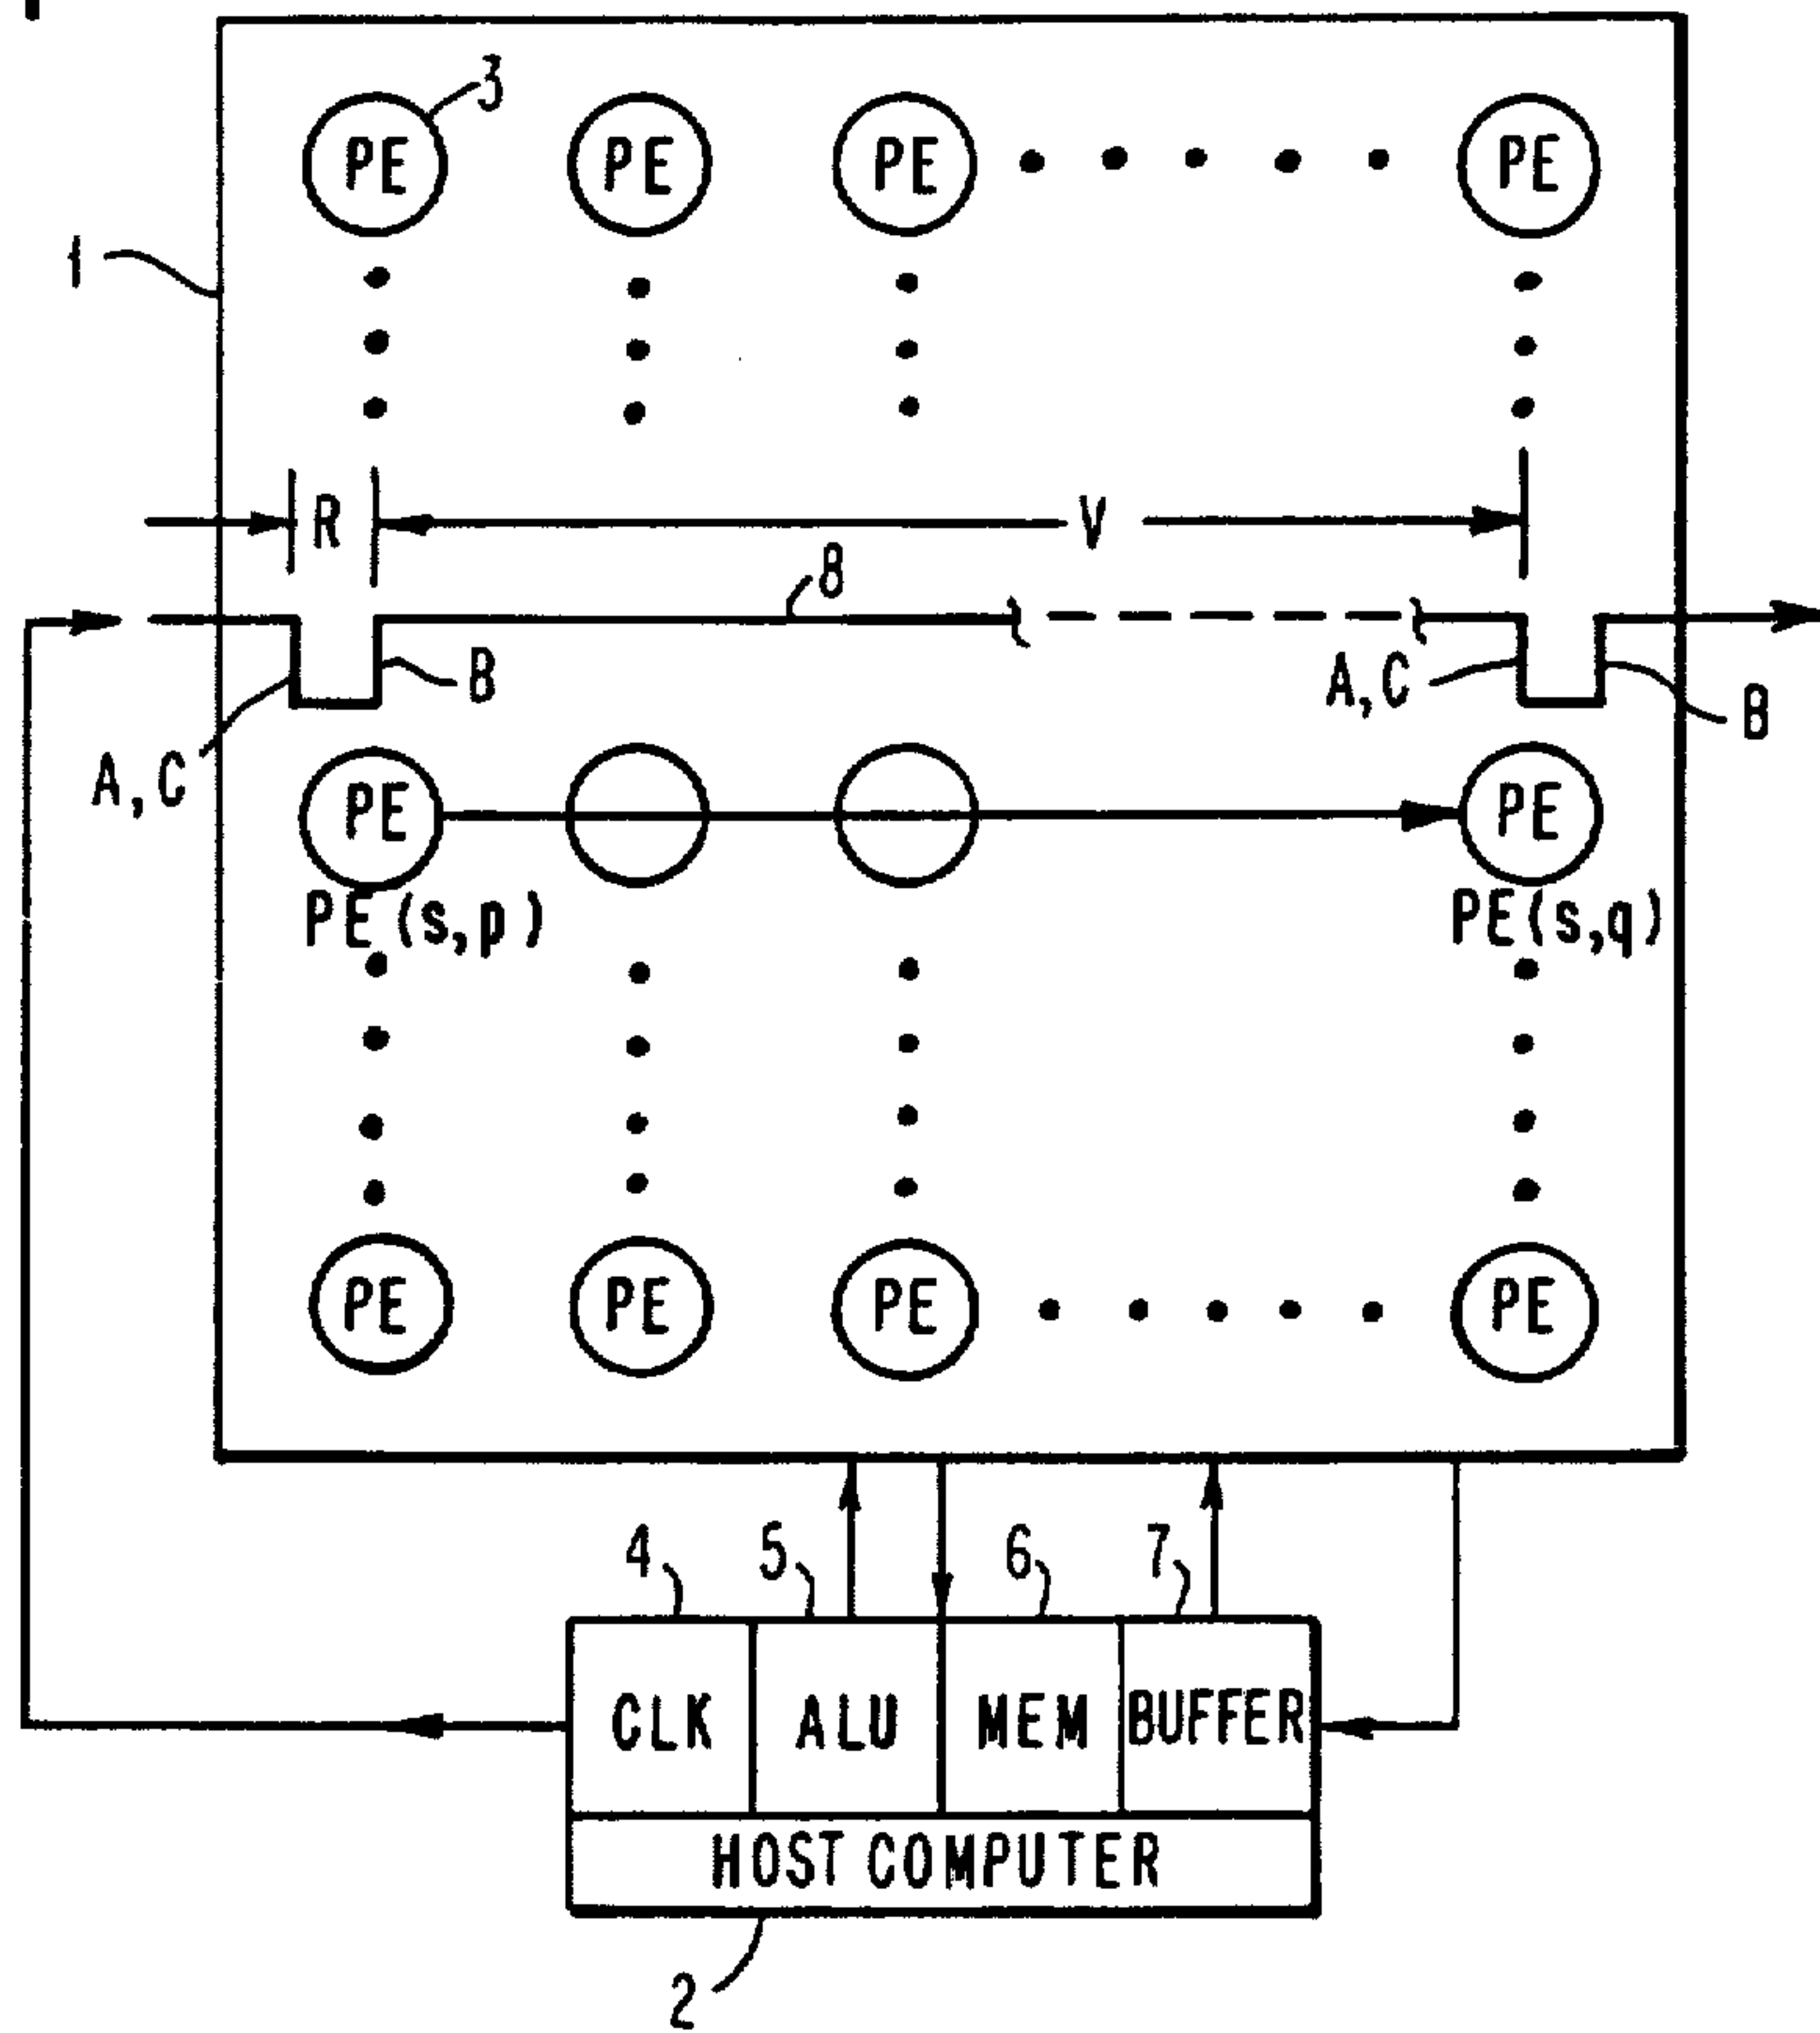 3
PE PE PE PE
1
R V
8
B
A,C
B
A,C
PE PE
PE(s,p) PE(s,q)
PE PE PE PE
4 5 6 7
CLK ALU MEM BUFFER
HOST COMPUTER
2